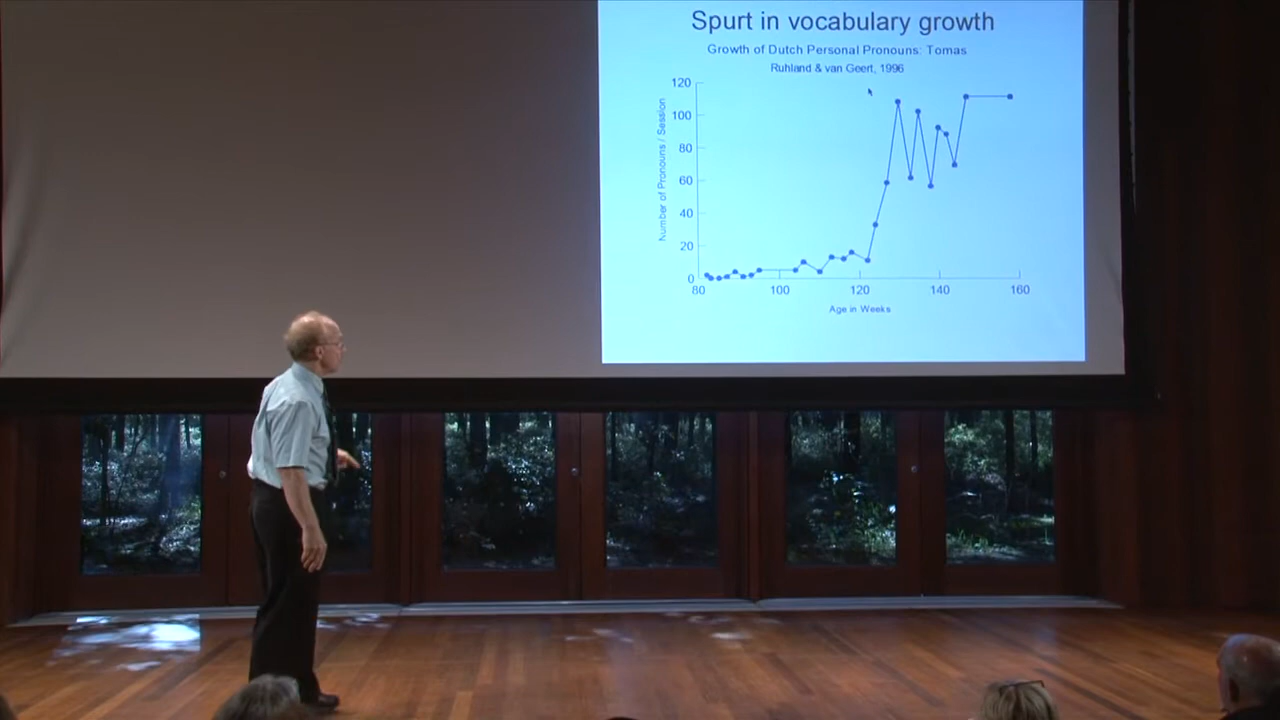 Spurt in vocabulary growth
Growth of Dutch Personal Pronouns: Tomas
Ruhland & van Geert, 1996
Number of Pronouns / Session
120
100
80
60
40
20
0
80
100
120
140
160
Age in Weeks